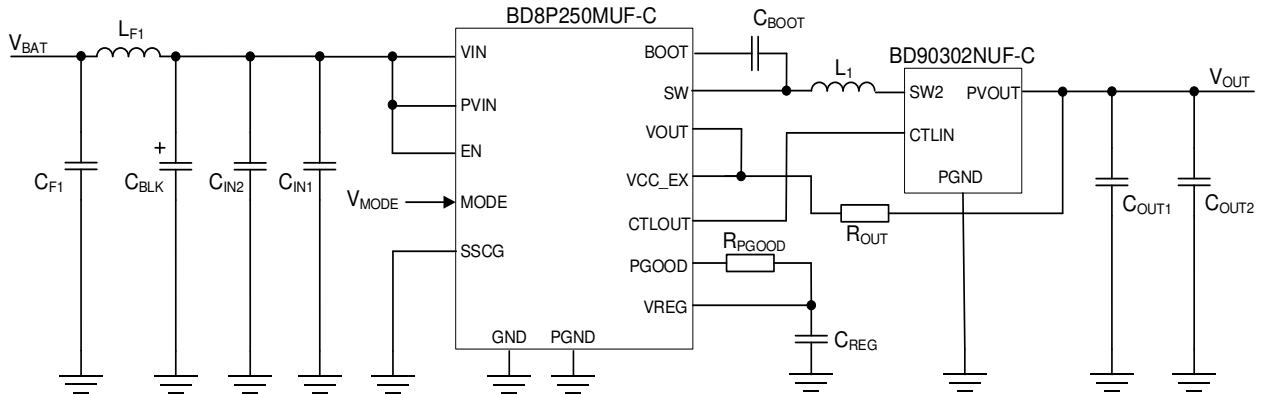 BD8P250MUF-C
CBOOT
BD90302NUF-C
VBAT
LF1
VIN
BOOT
L1
VOUT
SW
SW2
PVOUT
PVIN
VOUT
CTLIN
EN
CF1
+
CBLK
CIN2
CIN1
VCC_EX
PGND
VMODE
MODE
COUT1
COUT2
CTLOUT
ROUT
SSCG
RPGOOD
PGOOD
VREG
GND
PGND
CREG